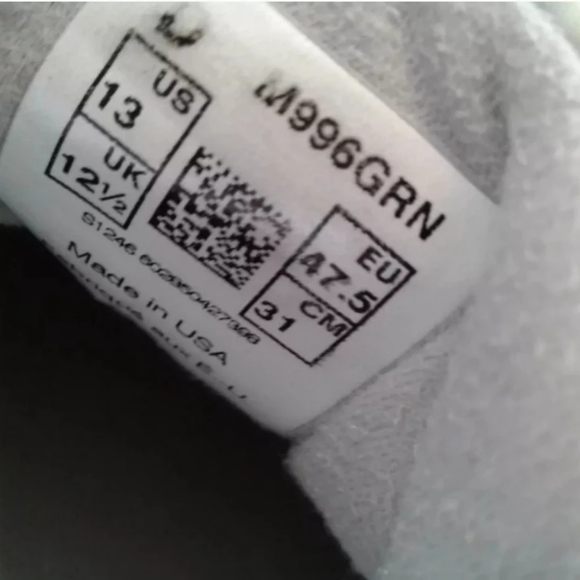 M996GRN
US
13
UK
12½
EU
47.5
CM
31
Made in USA